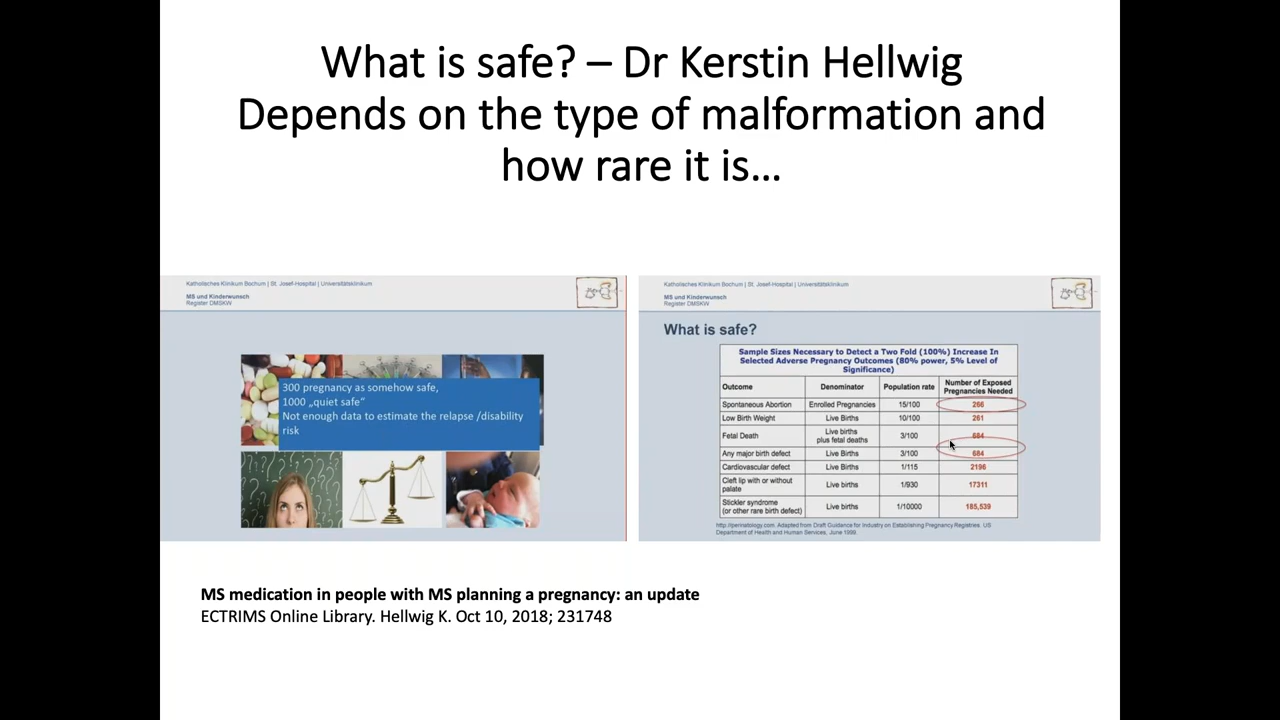 What is safe? – Dr Kerstin Hellwig
Depends on the type of malformation and
how rare it is…
Katholisches Klinikum Bochum | St. Josef-Hospital | Universitätsklinikum
MS und Kinderwunsch
Register DMSKW
300 pregnancy as somehow safe,
1000 „quiet safe“
Not enough data to estimate the relapse /disability
risk
Katholisches Klinikum Bochum | St. Josef-Hospital | Universitätsklinikum
MS und Kinderwunsch
Register DMSKW
What is safe?
Sample Sizes Necessary to Detect a Two Fold (100%) Increase In
Selected Adverse Pregnancy Outcomes (80% power, 5% Level of
Significance)
Outcome Denominator Population rate Number of Exposed Pregnancies Needed
Spontaneous Abortion Enrolled Pregnancies 15/100 266
Low Birth Weight Live Births 10/100 261
Fetal Death Live births plus fetal deaths 3/100 684
Any major birth defect Live Births 3/100 684
Cardiovascular defect Live Births 1/115 2196
Cleft lip with or without palate Live births 1/930 17311
Stickler syndrome (or other rare birth defect) Live births 1/10000 185,539
http://perinatology.com. Adapted from Draft Guidance for Industry on Establishing Pregnancy Registries. US
Department of Health and Human Services, June 1999.
MS medication in people with MS planning a pregnancy: an update
ECTRIMS Online Library. Hellwig K. Oct 10, 2018; 231748